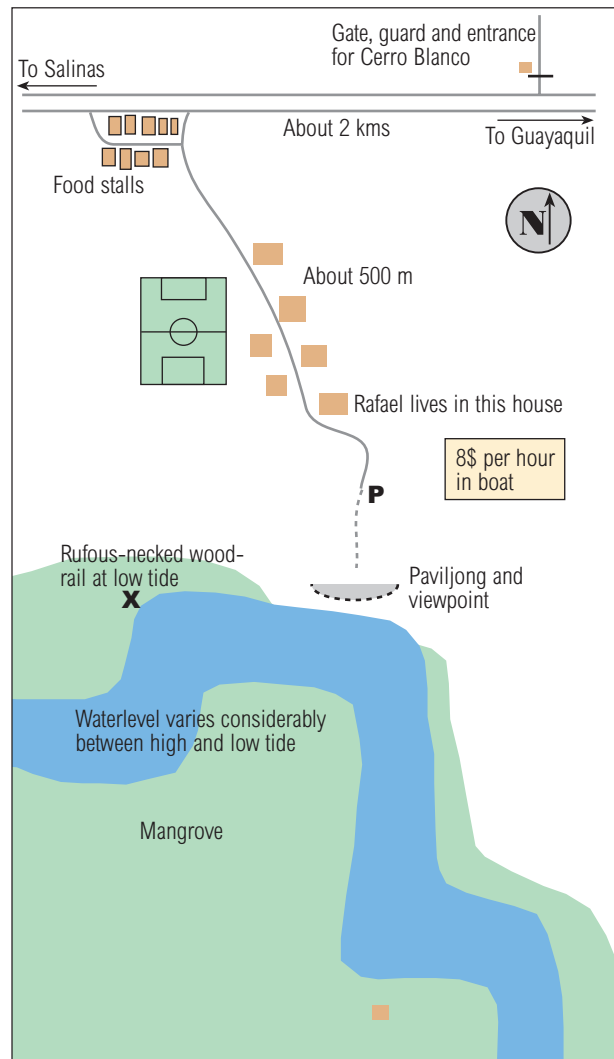 Gate, guard and entrance
for Cerro Blanco
To Salinas
About 2 kms
To Guayaquil
Food stalls
N
About 500 m
Rafael lives in this house
8$ per hour
in boat
P
Rufous-necked wood-
rail at low tide
X
Paviljong and
viewpoint
Waterlevel varies considerably
between high and low tide
Mangrove